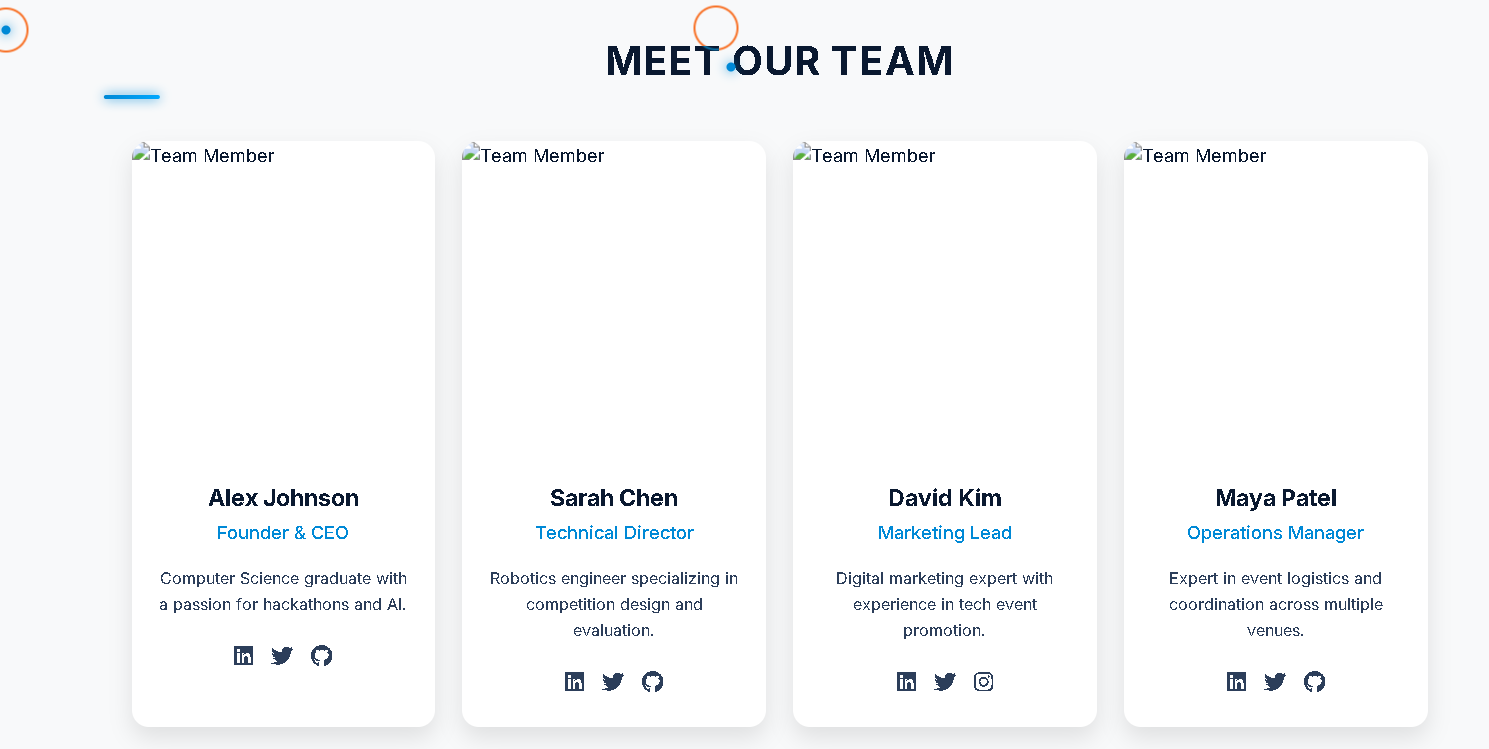 MEET OUR TEAM
Team Member
Team Member
Team Member
Team Member
Alex Johnson
Founder & CEO
Computer Science graduate with
a passion for hackathons and AI.
Sarah Chen
Technical Director
Robotics engineer specializing in
competition design and
evaluation.
David Kim
Marketing Lead
Digital marketing expert with
experience in tech event
promotion.
Maya Patel
Operations Manager
Expert in event logistics and
coordination across multiple
venues.